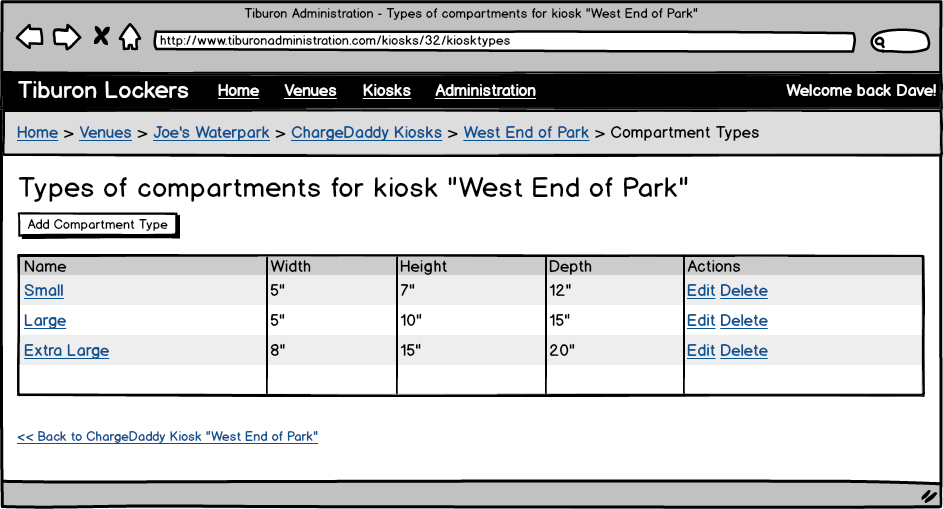 Tiburon Administration - Types of compartments for kiosk "West End of Park"
http://www.tiburonadministration.com/kiosks/32/kiosktypes
Tiburon Lockers Home Venues Kiosks Administration Welcome back Dave!
Home > Venues > Joe's Waterpark > ChargeDaddy Kiosks > West End of Park > Compartment Types
Types of compartments for kiosk "West End of Park"
Add Compartment Type
Name Width Height Depth Actions
Small 5" 7" 12" Edit Delete
Large 5" 10" 15" Edit Delete
Extra Large 8" 15" 20" Edit Delete
<< Back to ChargeDaddy Kiosk "West End of Park"